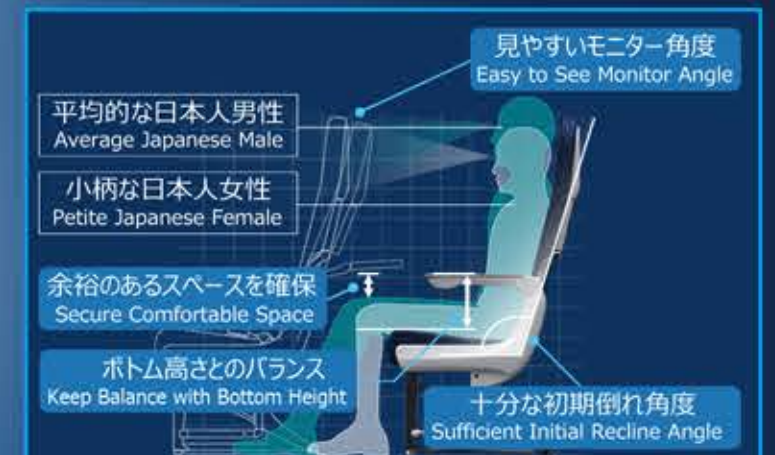 見やすいモニター角度
Easy to See Monitor Angle
平均的な日本人男性
Average Japanese Male
小柄な日本人女性
Petite Japanese Female
余裕のあるスペースを確保
Secure Comfortable Space
ボトム高さとのバランス
Keep Balance with Bottom Height
十分な初期倒れ角度
Sufficient Initial Recline Angle